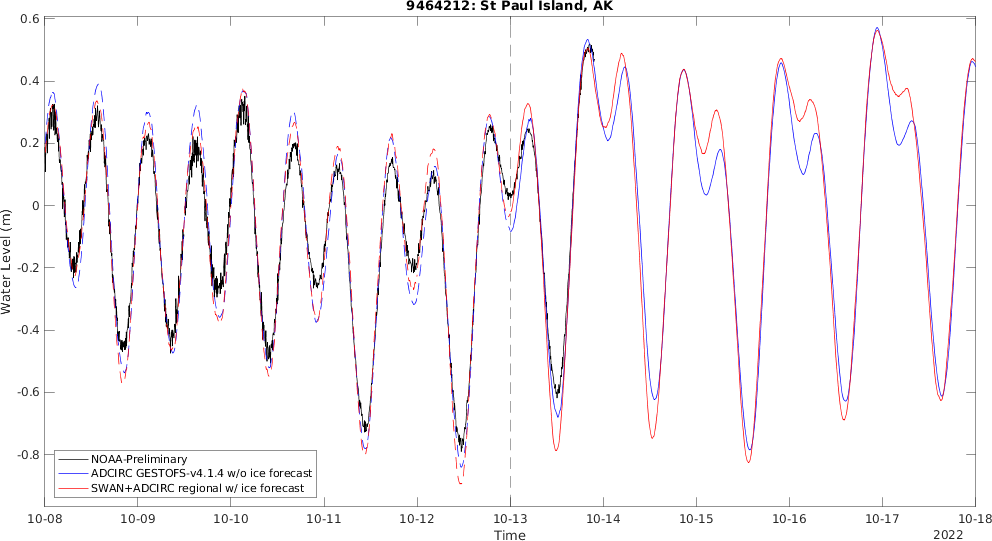 9464212: St Paul Island, AK
0.6
0.4
0.2
0
-0.2
-0.4
-0.6
-0.8
Water Level (m)
NOAA-Preliminary
ADCIRC GESTOFS-v4.1.4 w/o ice forecast
SWAN+ADCIRC regional w/ ice forecast
10-08 10-09 10-10 10-11 10-12 10-13 10-14 10-15 10-16 10-17 10-18
Time
2022